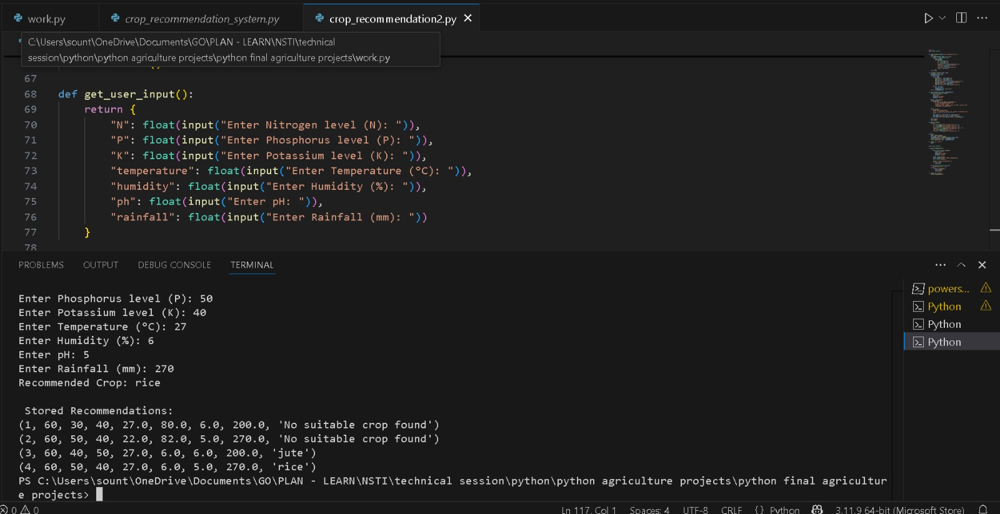 work.py
crop_recommendation_system.py
crop_recommendation2.py
C:\Users\sount\OneDrive\Documents\GO\PLAN - LEARN\NSTI\technical
session\python\python agriculture projects\python final agriculture projects\work.py
67
68 def get_user_input():
69 return {
70 "N": float(input("Enter Nitrogen level (N): ")),
71 "P": float(input("Enter Phosphorus level (P): ")),
72 "K": float(input("Enter Potassium level (K): ")),
73 "temperature": float(input("Enter Temperature (°C): ")),
74 "humidity": float(input("Enter Humidity (%): ")),
75 "ph": float(input("Enter pH: ")),
76 "rainfall": float(input("Enter Rainfall (mm): "))
77 }
78
PROBLEMS OUTPUT DEBUG CONSOLE TERMINAL
Enter Phosphorus level (P): 50
Enter Potassium level (K): 40
Enter Temperature (°C): 27
Enter Humidity (%): 6
Enter pH: 5
Enter Rainfall (mm): 270
Recommended Crop: rice
Stored Recommendations:
(1, 60, 30, 40, 27.0, 80.0, 6.0, 200.0, 'No suitable crop found')
(2, 60, 50, 40, 22.0, 82.0, 5.0, 270.0, 'No suitable crop found')
(3, 60, 40, 50, 27.0, 6.0, 6.0, 200.0, 'jute')
(4, 60, 50, 40, 27.0, 6.0, 5.0, 270.0, 'rice')
PS C:\Users\sount\OneDrive\Documents\GO\PLAN - LEARN\NSTI\technical session\python\python agriculture projects\python final agricultur
e projects>
powers...
Python
Python
Python
0 0
Ln 117, Col 1 Spaces: 4 UTF-8 CRLF {} Python 3.11.9 64-bit (Microsoft Store)